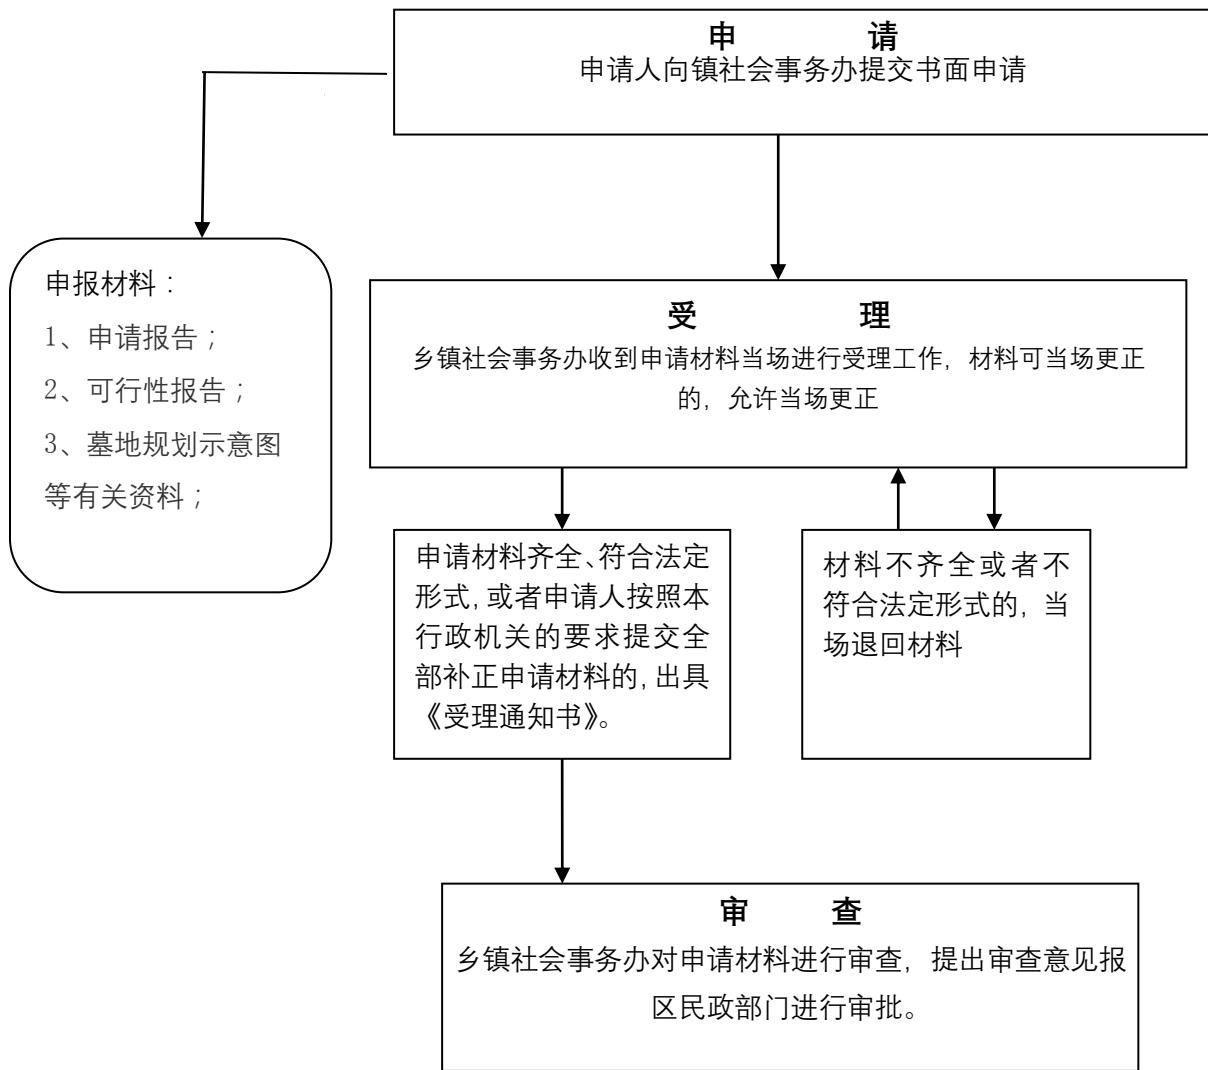 申 请
申请人向镇社会事务办提交书面申请
申报材料：
1、申请报告；
2、可行性报告；
3、墓地规划示意图
等有关资料；
受 理
乡镇社会事务办收到申请材料当场进行受理工作，材料可当场更正
的，允许当场更正
申请材料齐全、符合法定
形式，或者申请人按照本
行政机关的要求提交全
部补正申请材料的，出具
《受理通知书》。
材料不齐全或者不
符合法定形式的，当
场退回材料
审 查
乡镇社会事务办对申请材料进行审查，提出审查意见报
区民政部门进行审批。